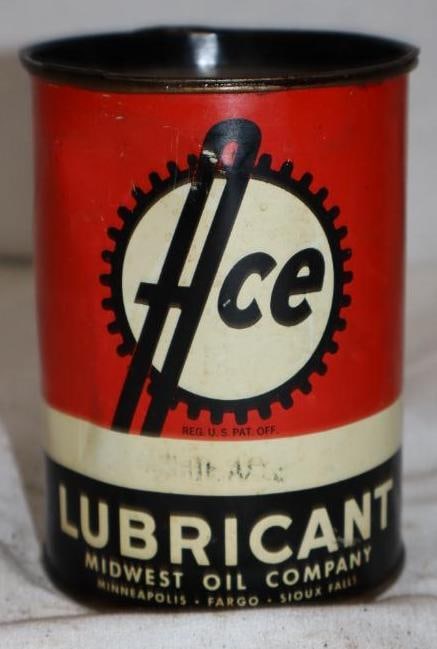 Ace
REG. U. S. PAT. OFF.
LUBRICANT
MIDWEST OIL COMPANY
MINNEAPOLIS • FARGO • SIOUX FALLS